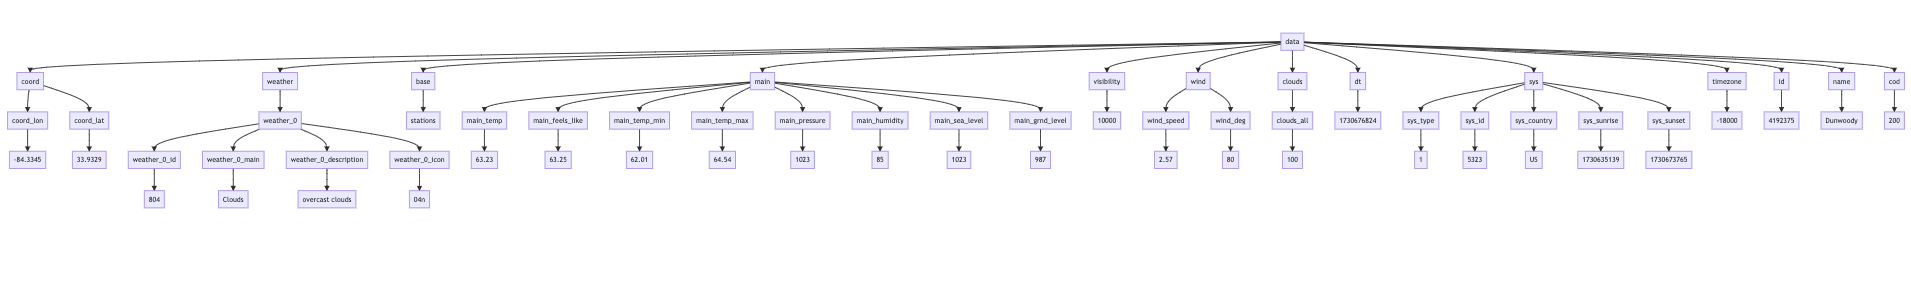 data
coord
weather
base
main
visibility
wind
clouds
dt
sys
timezone
id
name
cod
coord_lon
coord_lat
weather_0
stations
main_temp
main_feels_like
main_temp_min
main_temp_max
main_pressure
main_humidity
main_sea_level
main_grnd_level
10000
wind_speed
wind_deg
clouds_all
1730676824
sys_type
sys_id
sys_country
sys_sunrise
sys_sunset
-18000
4192375
Dunwoody
200
-84.3345
33.9329
weather_0_id
weather_0_main
weather_0_description
weather_0_icon
63.23
63.25
62.01
64.54
1023
85
1023
987
2.57
80
100
1
5323
US
1730635139
1730673765
804
Clouds
overcast clouds
04n